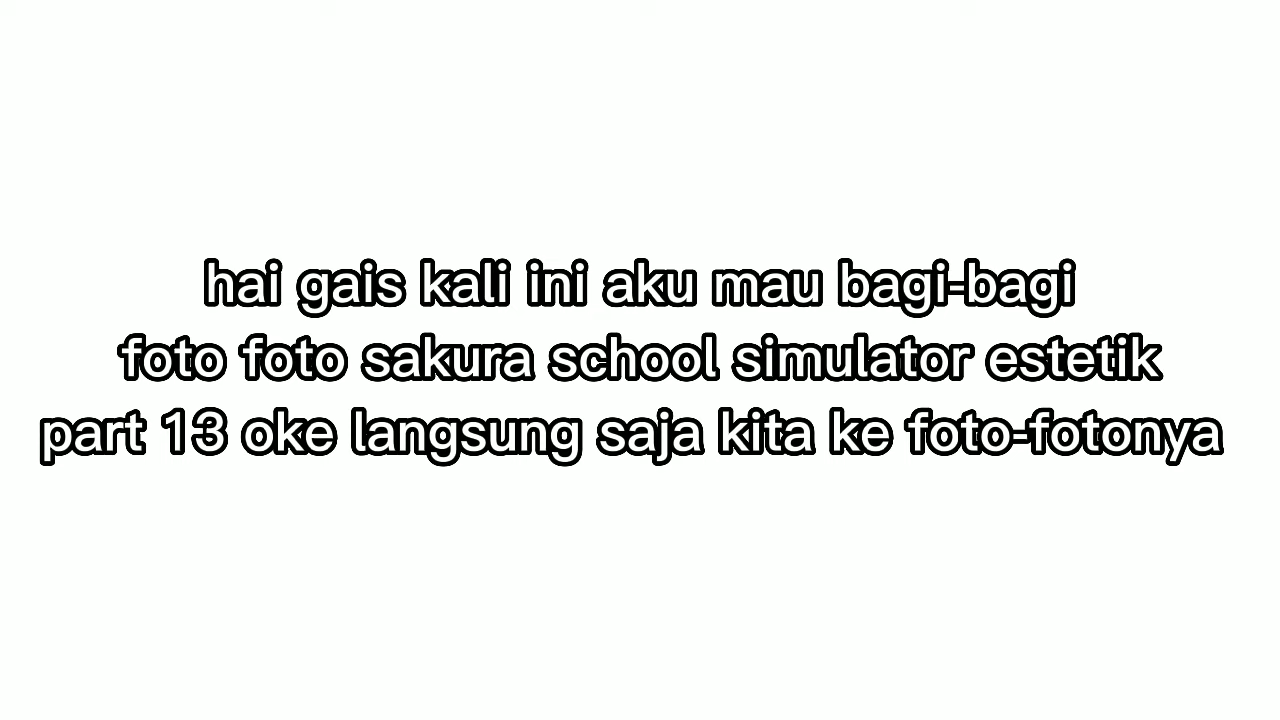 hai gais kali ini aku mau bagi-bagi
foto foto sakura school simulator estetik
part 13 oke langsung saja kita ke foto-fotonya